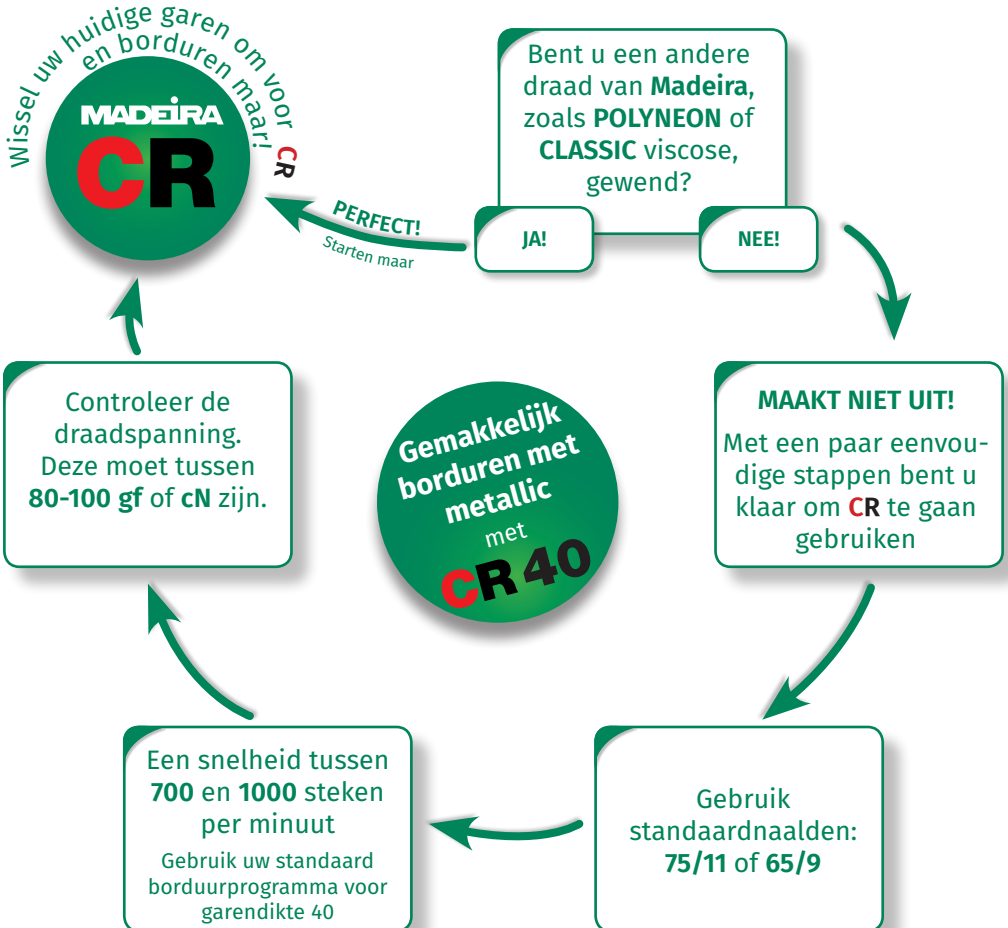 Wissel uw huidige garen om voor CR
en borduren maar!
MADEIRA
CR
Bent u een andere
draad van Madeira,
zoals POLYNEON of
CLASSIC viscose,
gewend?
JA!
NEE!
PERFECT!
Starten maar
MAAKT NIET UIT!
Met een paar eenvou-
dige stappen bent u
klaar om CR te gaan
gebruiken
Gebruik
standaardnaalden:
75/11 of 65/9
Een snelheid tussen
700 en 1000 steken
per minuut
Gebruik uw standaard
borduurprogramma voor
garendikte 40
Controleer de
draadspanning.
Deze moet tussen
80-100 gf of cN zijn.
Gemakkelijk
borduren met
metallic
met
CR 40